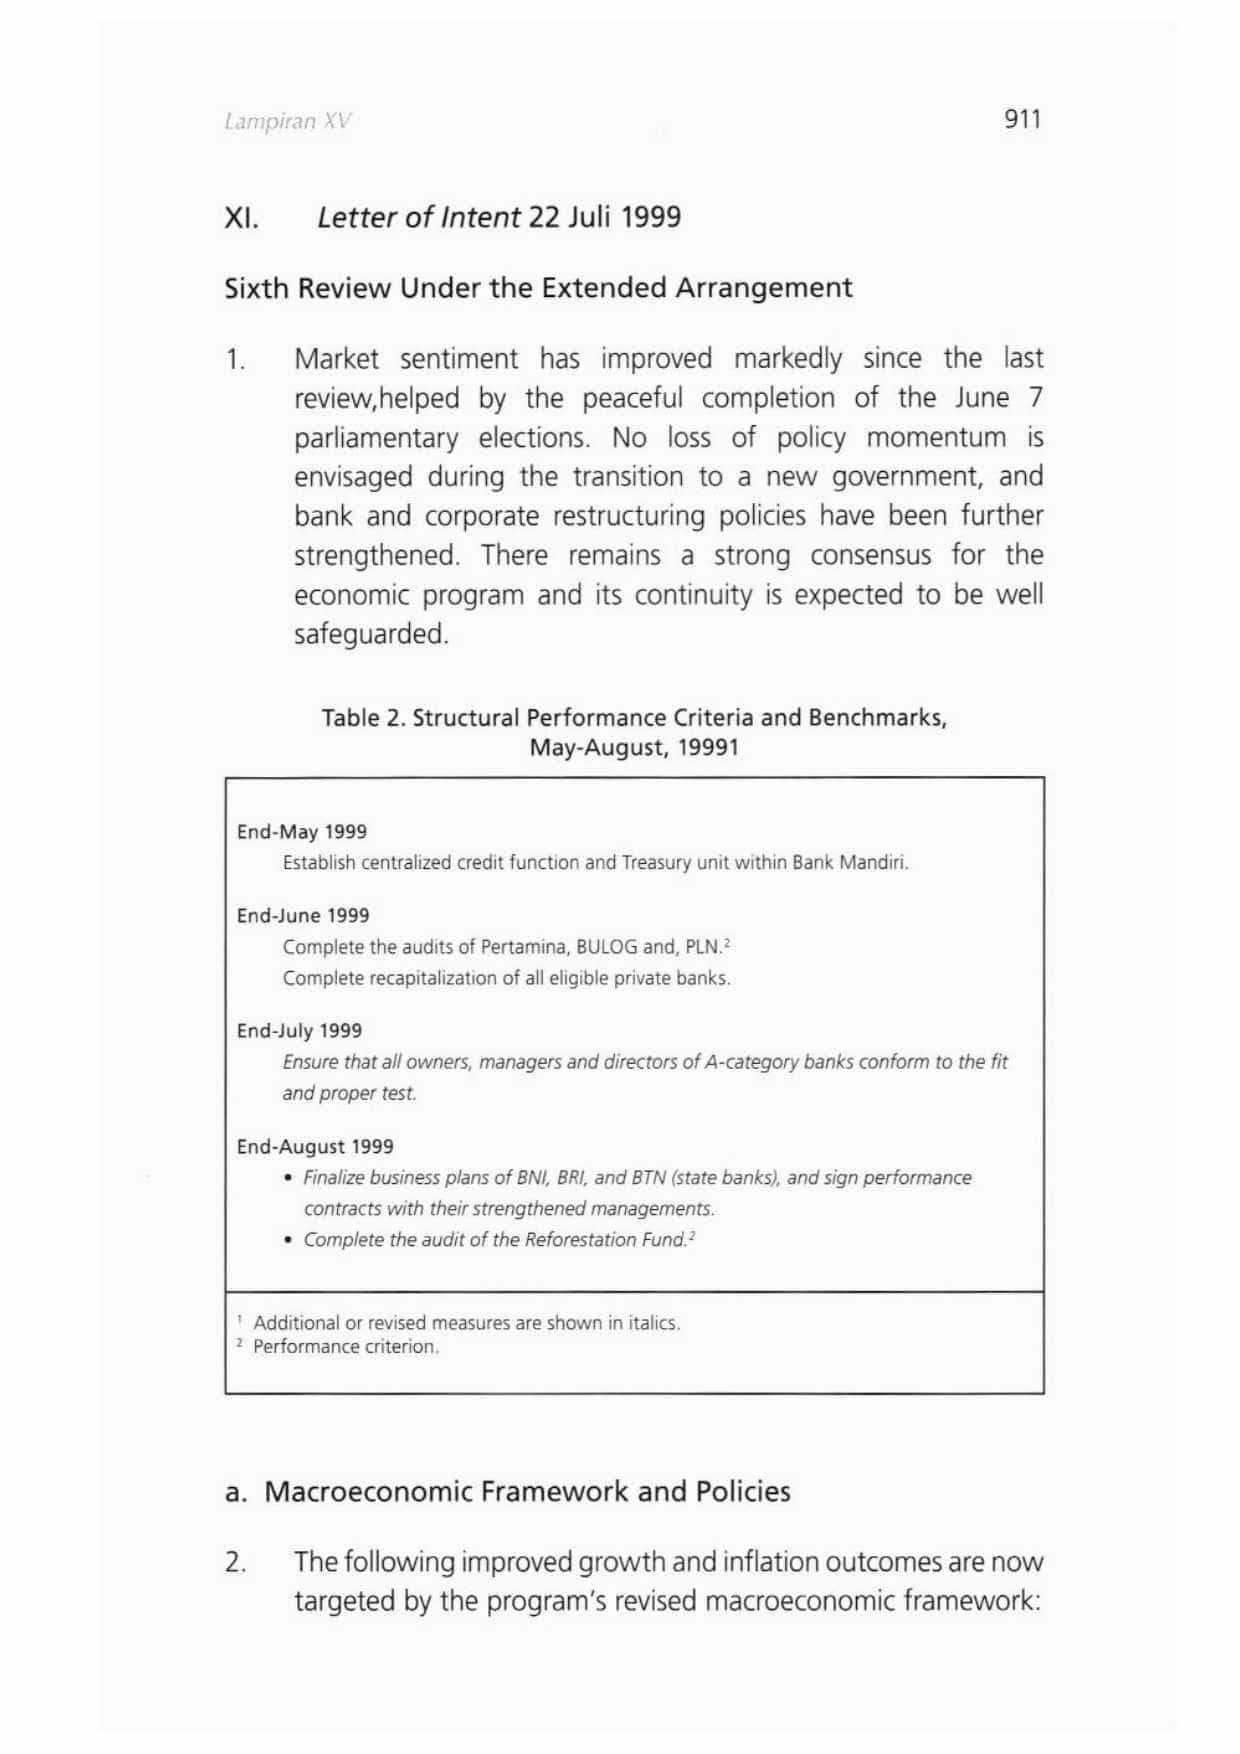 Lampiran XV
911
XI. Letter of Intent 22 Juli 1999
Sixth Review Under the Extended Arrangement
1. Market sentiment has improved markedly since the last
review,helped by the peaceful completion of the June 7
parliamentary elections. No loss of policy momentum is
envisaged during the transition to a new government, and
bank and corporate restructuring policies have been further
strengthened. There remains a strong consensus for the
economic program and its continuity is expected to be well
safeguarded.
Table 2. Structural Performance Criteria and Benchmarks,
May-August, 19991
End-May 1999
Establish centralized credit function and Treasury unit within Bank Mandiri.
End-June 1999
Complete the audits of Pertamina, BULOG and, PLN.²
Complete recapitalization of all eligible private banks.
End-July 1999
Ensure that all owners, managers and directors of A-category banks conform to the fit
and proper test.
End-August 1999
• Finalize business plans of BNI, BRI, and BTN (state banks), and sign performance
contracts with their strengthened managements.
• Complete the audit of the Reforestation Fund.²
¹ Additional or revised measures are shown in italics.
² Performance criterion.
a. Macroeconomic Framework and Policies
2. The following improved growth and inflation outcomes are now
targeted by the program's revised macroeconomic framework: